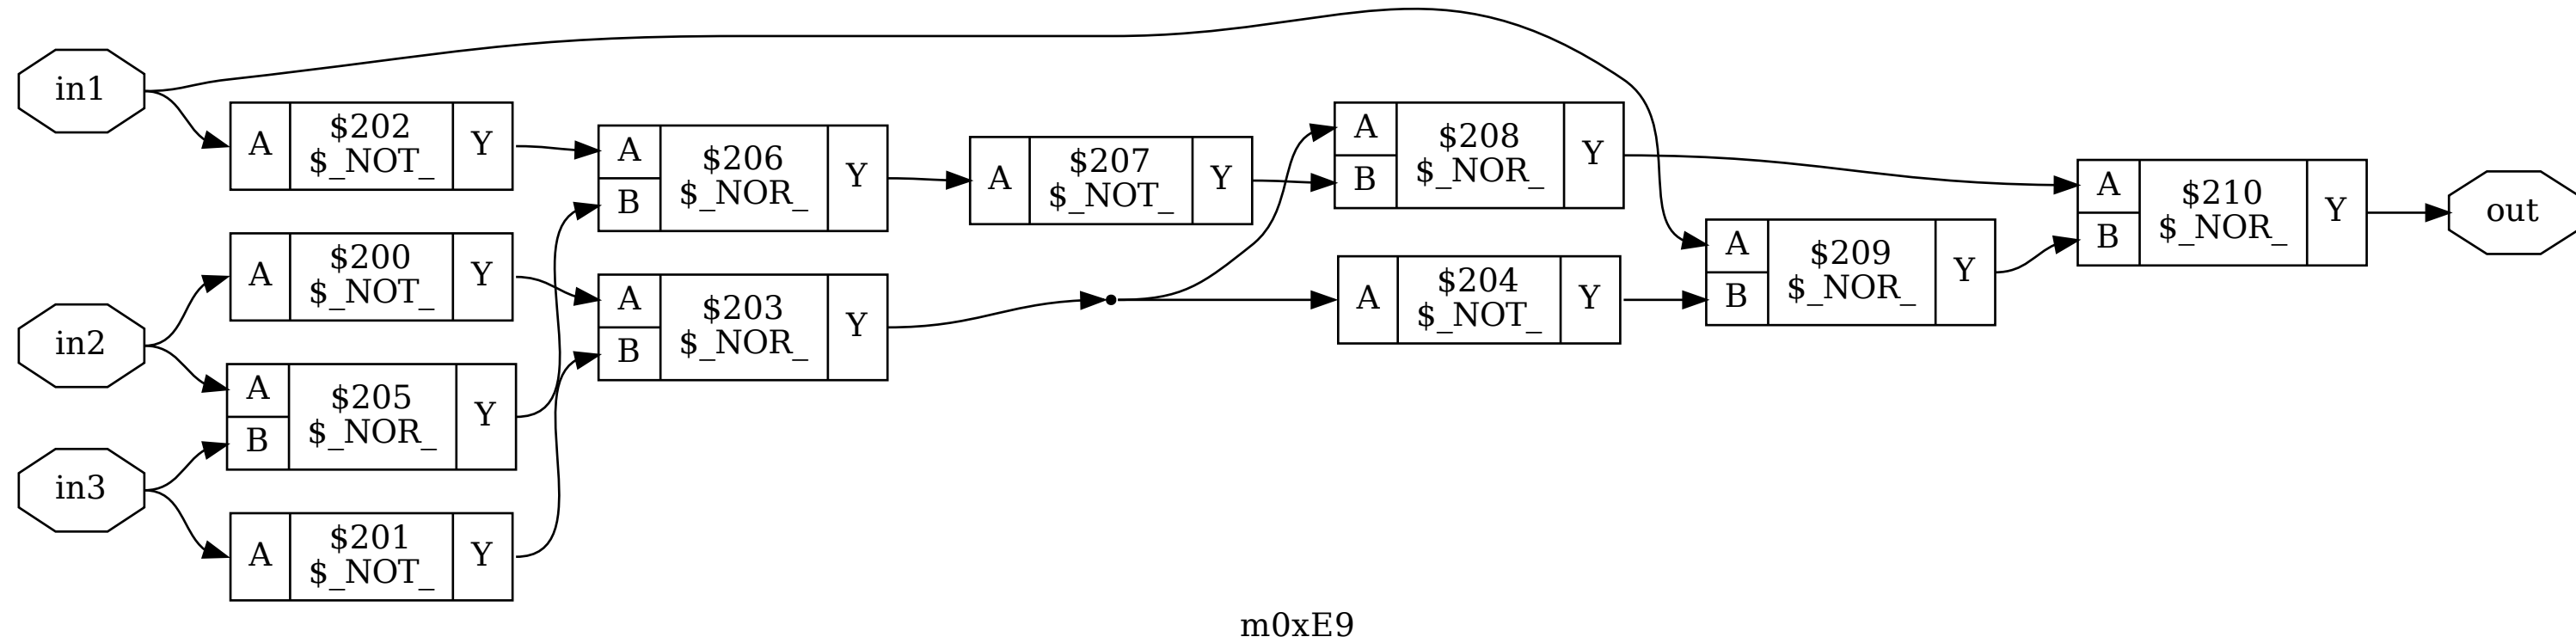 in1
A $202 Y
$_NOT_
A $206 Y
B $_NOR_
A $207 Y
$_NOT_
A $208 Y
B $_NOR_
A $210 Y
B $_NOR_
out
in2
A $200 Y
$_NOT_
A $203 Y
B $_NOR_
A $204 Y
$_NOT_
A $209 Y
B $_NOR_
A $205 Y
B $_NOR_
in3
A $201 Y
$_NOT_
m0xE9